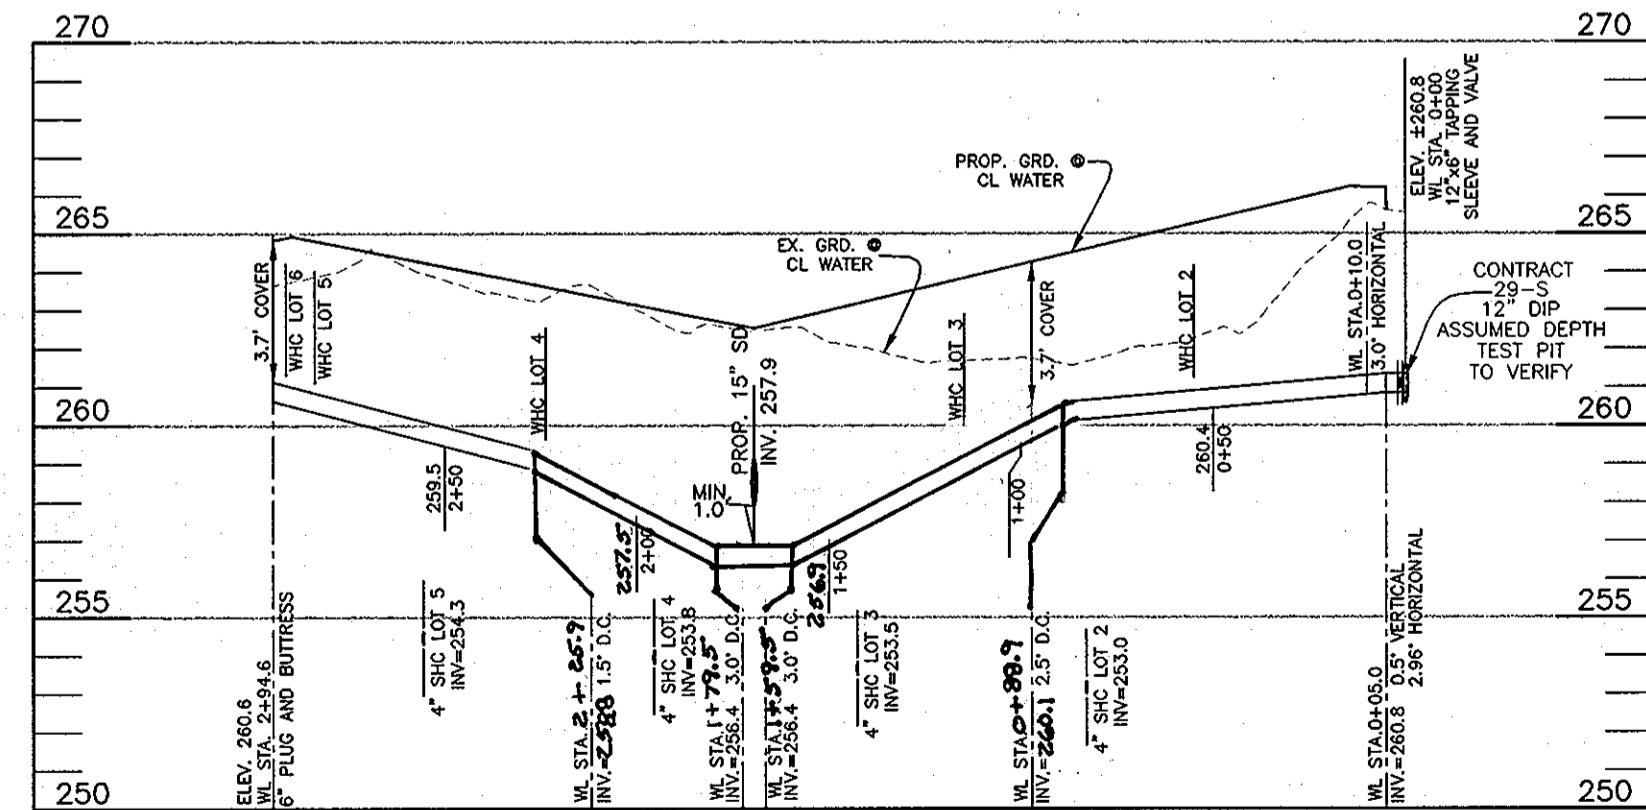 270
270
ELEV. ±260.8
WL STA. 0+00
12"x6" TAPPING
SLEEVE AND VALVE
PROP. GRD. @
CL WATER
265
265
EX. GRD. @
CL WATER
3.7' COVER
WHC LOT 6
WHC LOT 5
WHC LOT 4
PROP. 15" SD
INV. 257.9
WHC LOT 3
3.7' COVER
WHC LOT 2
WL STA.0+10.0
3.0° HORIZONTAL
CONTRACT
29-S
12" DIP
ASSUMED DEPTH
TEST PIT
TO VERIFY
260
260
259.5
2+50
MIN.
1.0'
257.5
2+00
256.9
1+50
1+00
260.4
0+50
255
255
ELEV. 260.6
WL STA. 2+94.6
6" PLUG AND BUTTRESS
4" SHC LOT 5
INV=254.3
WL STA.2+25.9
INV.=258.8 1.5° D.C.
4" SHC LOT 4
INV=253.8
WL STA.1+79.5
INV.=256.4 3.0° D.C.
WL STA.1+59.5
INV.=256.4 3.0° D.C.
4" SHC LOT 3
INV=253.5
WL STA.0+88.9
INV.=260.1 2.5° D.C.
4" SHC LOT 2
INV=253.0
WL STA.0+05.0
INV.=260.8 0.5° VERTICAL
2.96° HORIZONTAL
250
250